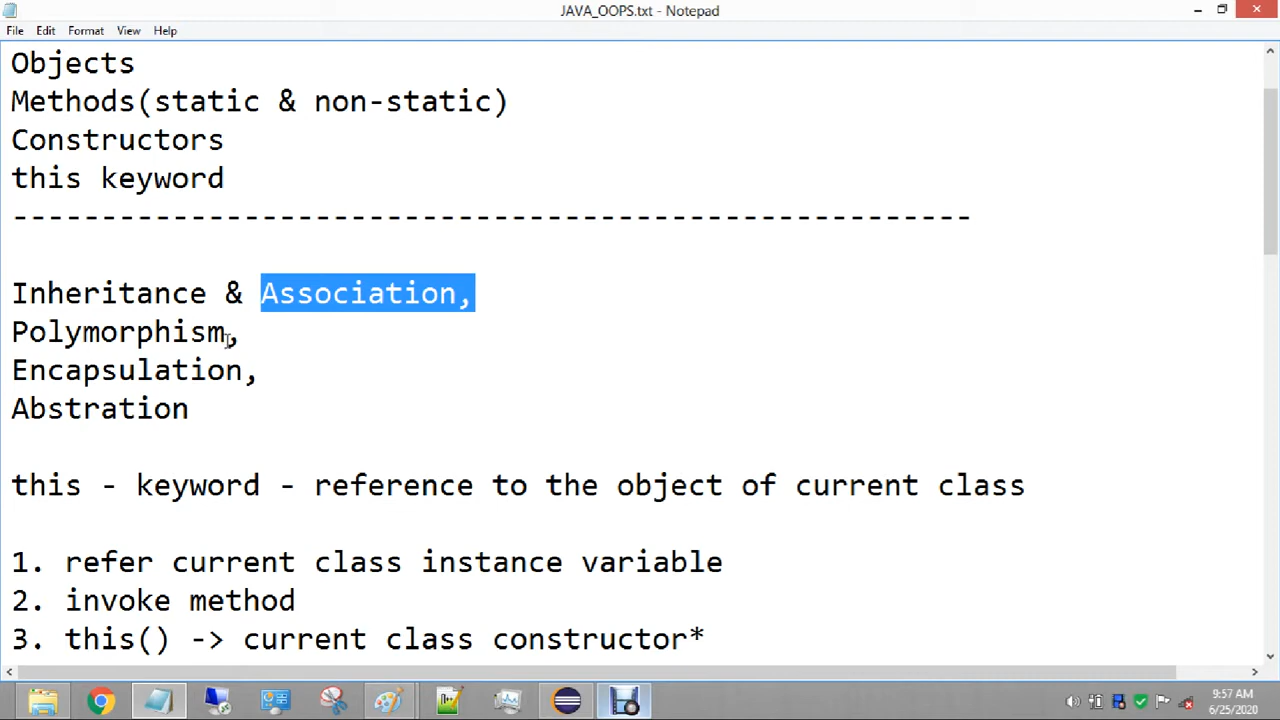 JAVA_OOPS.txt - Notepad
File Edit Format View Help
Objects
Methods(static & non-static)
Constructors
this keyword
------------------------------------------------------
Inheritance & Association,
Polymorphism,
Encapsulation,
Abstration
this - keyword - reference to the object of current class
1. refer current class instance variable
2. invoke method
3. this() -> current class constructor*
9:57 AM
6/25/2020